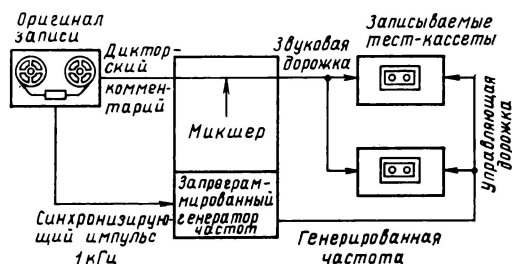 Оригинал
записи
Диктор-
ский
коммен-
тарий
Звуковая
дорожка
Записываемые
тест-кассеты
Микшер
Управляющая
дорожка
Запрограм-
мированный
генератор
частот
Синхронизирую-
щий импульс
1 кГц
Генерированная
частота